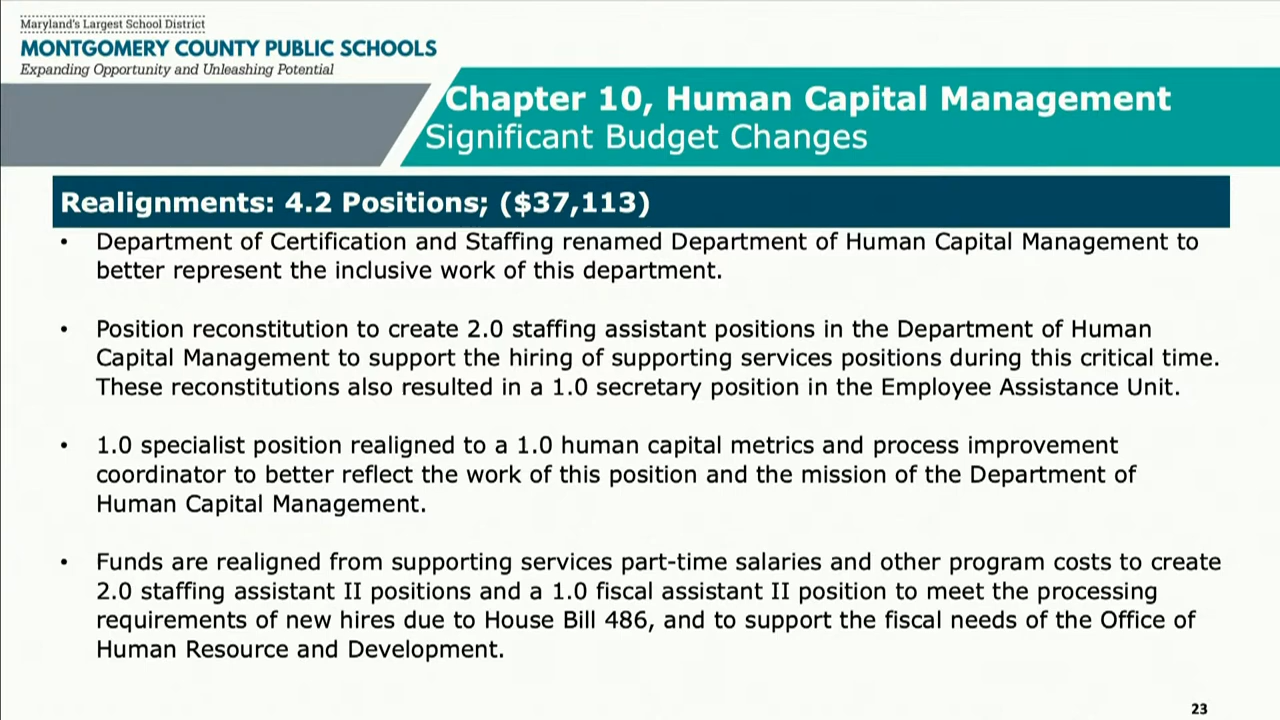 Maryland's Largest School District
MONTGOMERY COUNTY PUBLIC SCHOOLS
Expanding Opportunity and Unleashing Potential
Chapter 10, Human Capital Management
Significant Budget Changes
Realignments: 4.2 Positions; ($37,113)
• Department of Certification and Staffing renamed Department of Human Capital Management to
better represent the inclusive work of this department.
• Position reconstitution to create 2.0 staffing assistant positions in the Department of Human
Capital Management to support the hiring of supporting services positions during this critical time.
These reconstitutions also resulted in a 1.0 secretary position in the Employee Assistance Unit.
• 1.0 specialist position realigned to a 1.0 human capital metrics and process improvement
coordinator to better reflect the work of this position and the mission of the Department of
Human Capital Management.
• Funds are realigned from supporting services part-time salaries and other program costs to create
2.0 staffing assistant II positions and a 1.0 fiscal assistant II position to meet the processing
requirements of new hires due to House Bill 486, and to support the fiscal needs of the Office of
Human Resource and Development.
23